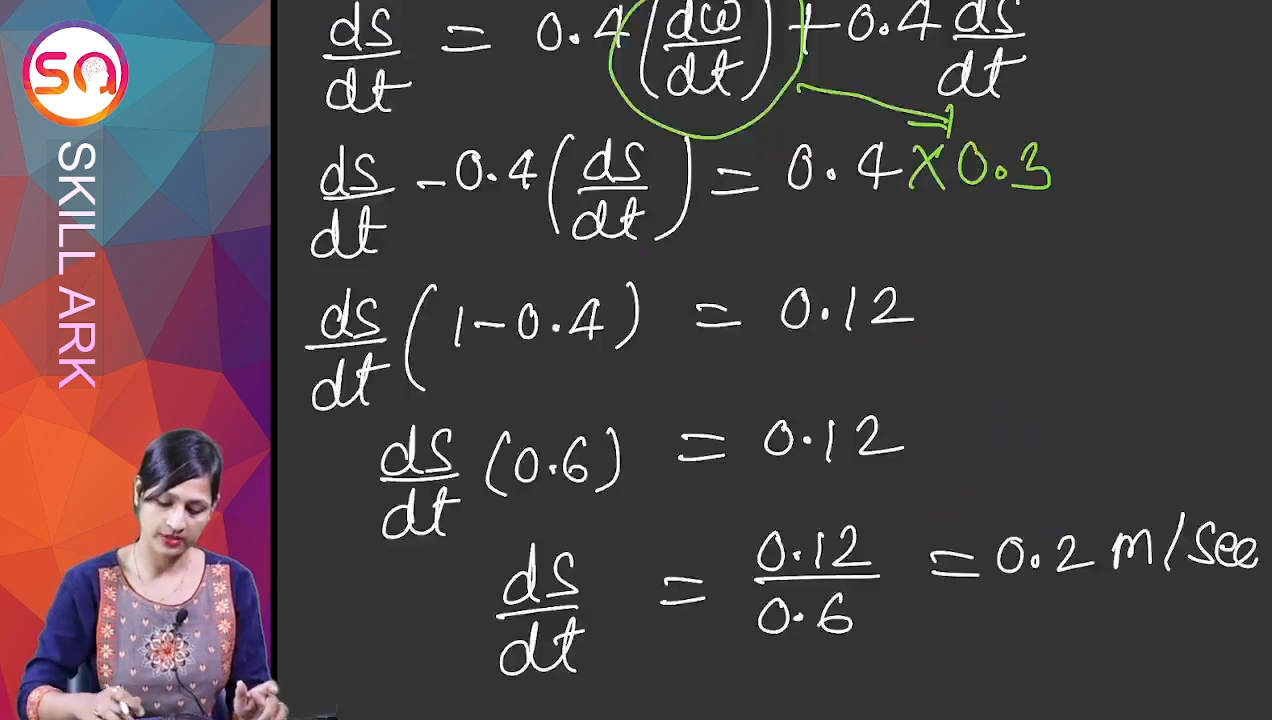 SA
SKILL ARK
ds/dt = 0.4 (dω/dt) + 0.4 ds/dt
ds/dt - 0.4 (ds/dt) = 0.4 × 0.3
ds/dt (1 - 0.4) = 0.12
ds/dt (0.6) = 0.12
ds/dt = 0.12/0.6 = 0.2 m/sec